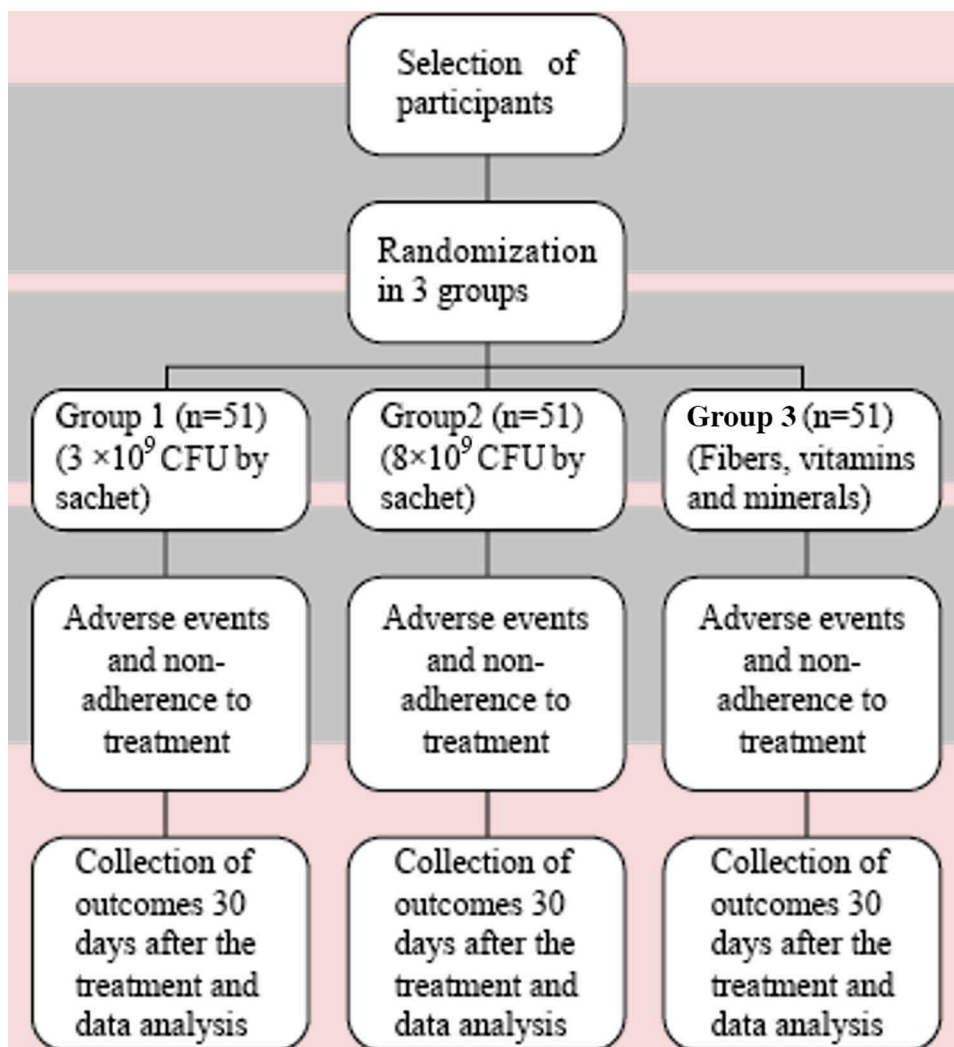 Selection of
participants
Randomization
in 3 groups
Group 1 (n=51)
(3 ×10⁹ CFU by
sachet)
Group2 (n=51)
(8×10⁹ CFU by
sachet)
Group 3 (n=51)
(Fibers, vitamins
and minerals)
Adverse events
and non-
adherence to
treatment
Adverse events
and non-
adherence to
treatment
Adverse events
and non-
adherence to
treatment
Collection of
outcomes 30
days after the
treatment and
data analysis
Collection of
outcomes 30
days after the
treatment and
data analysis
Collection of
outcomes 30
days after the
treatment and
data analysis